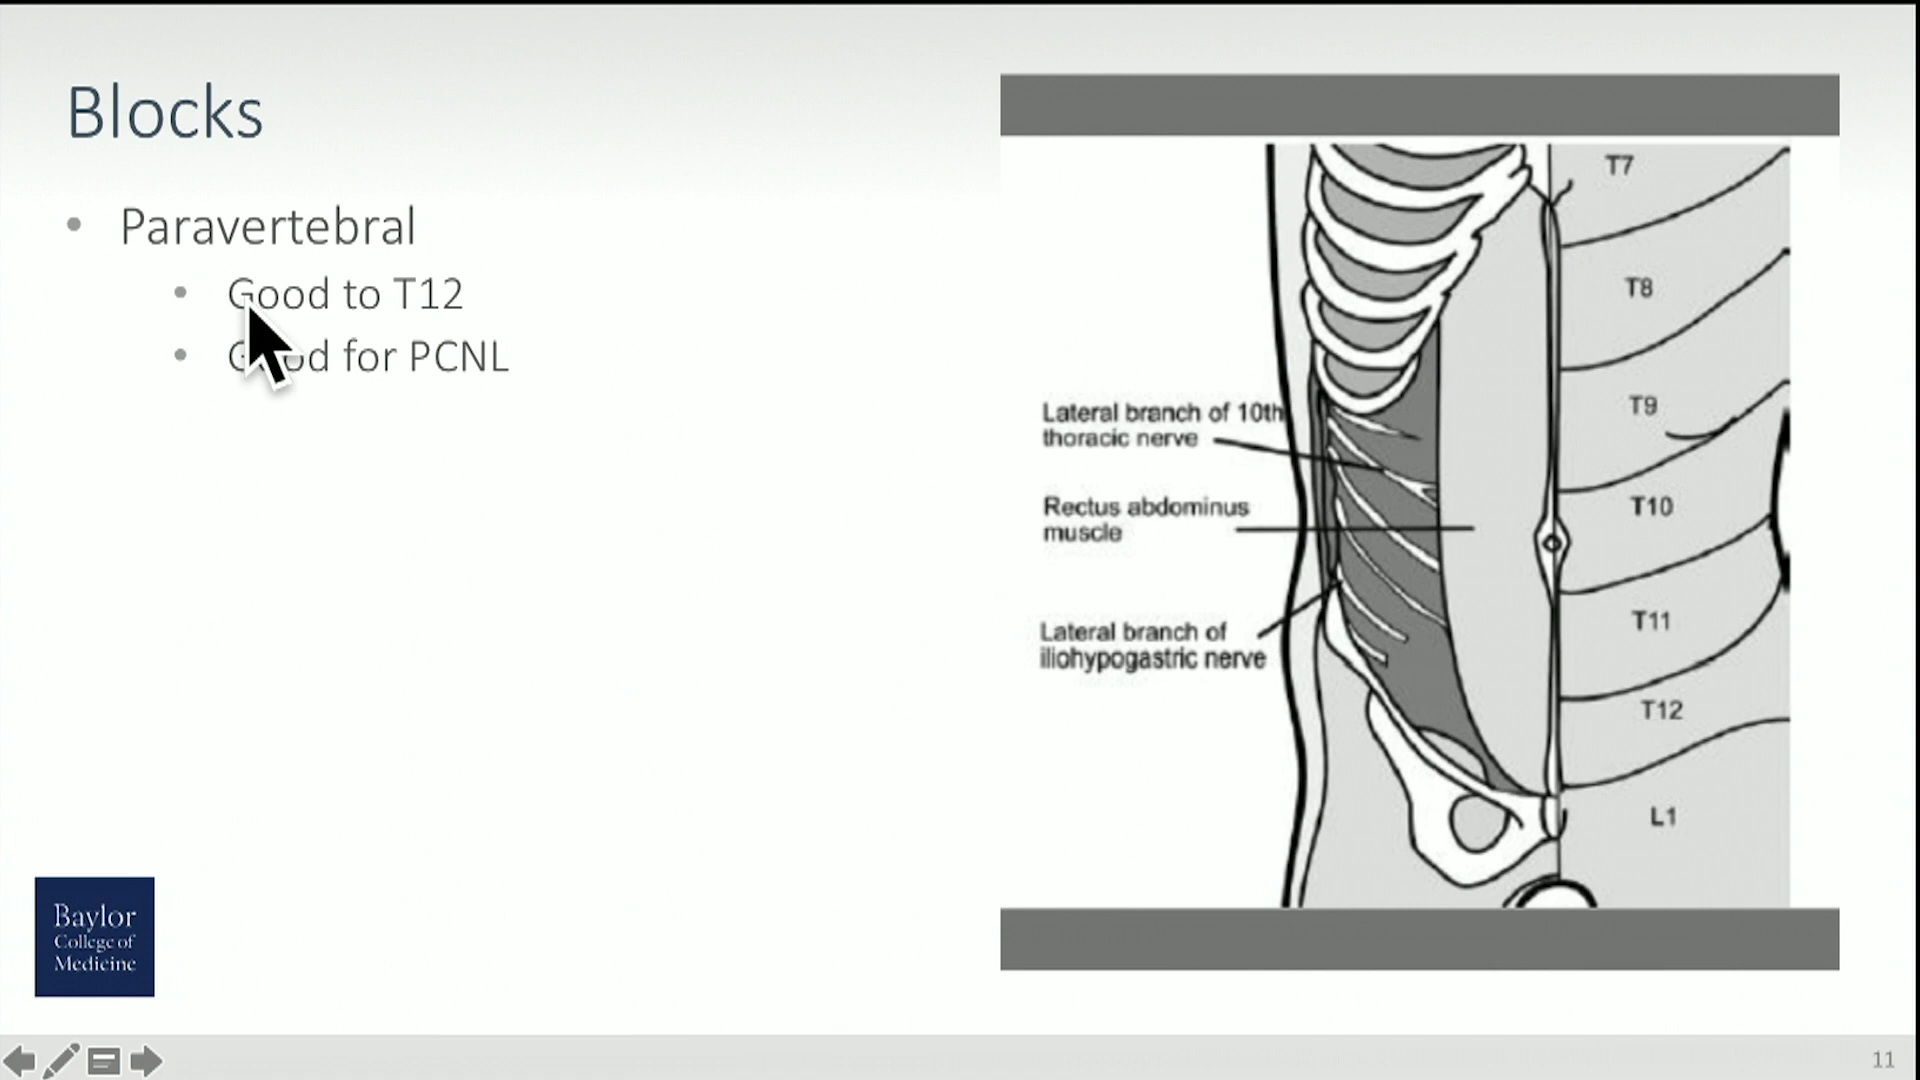 Blocks
Paravertebral
Good to T12
Good for PCNL
T7
T8
T9
T10
T11
T12
L1
Lateral branch of 10th
thoracic nerve
Rectus abdominus
muscle
Lateral branch of
iliohypogastric nerve
Baylor
College of
Medicine
11